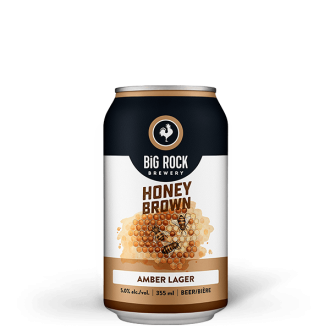 BiG ROCK
BREWERY
HONEY
BROWN
AMBER LAGER
5.0% alc./vol. | 355 ml | BEER/BIÈRE